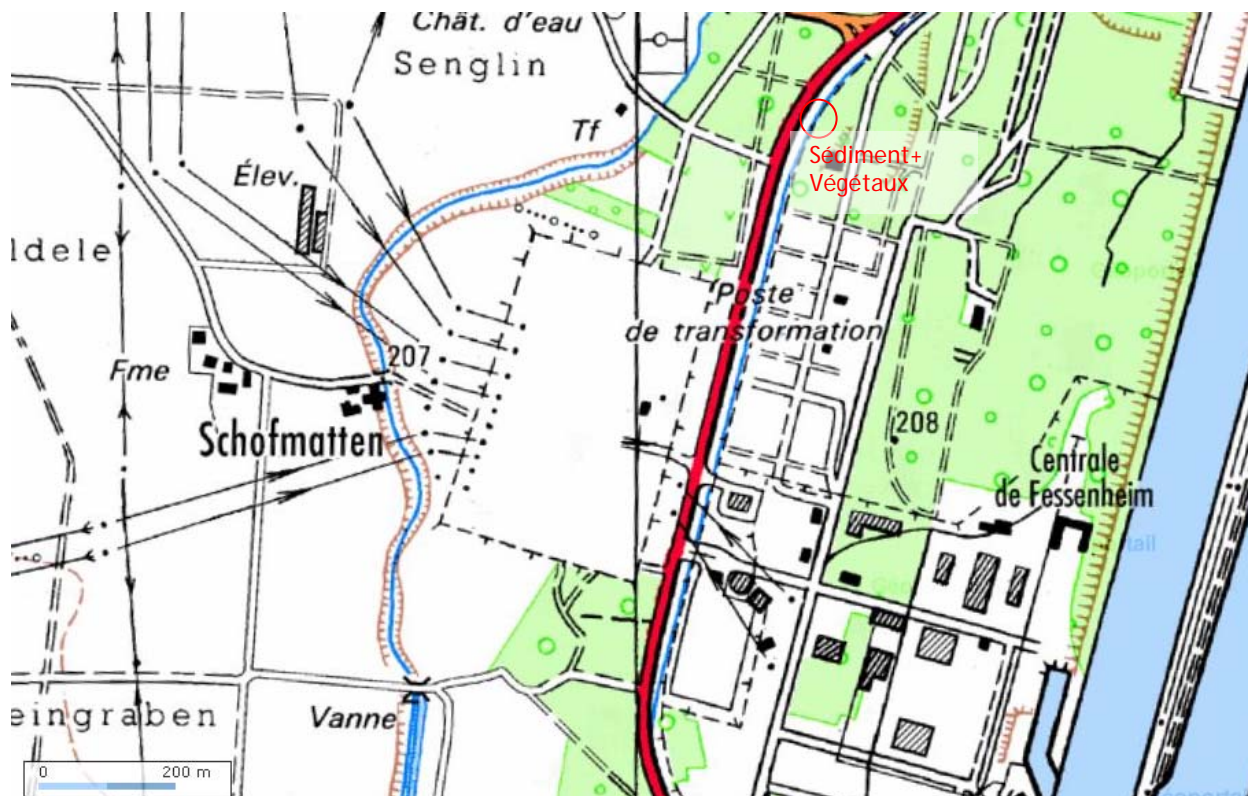 Chât. d'eau
Senglin
Tf
Sédiment+
Végétaux
Élev.
ldele
Poste
de transformation
207
Fme
Schofmatten
208
Centrale
de Fessenheim
Vanne
eingraben
0 200 m